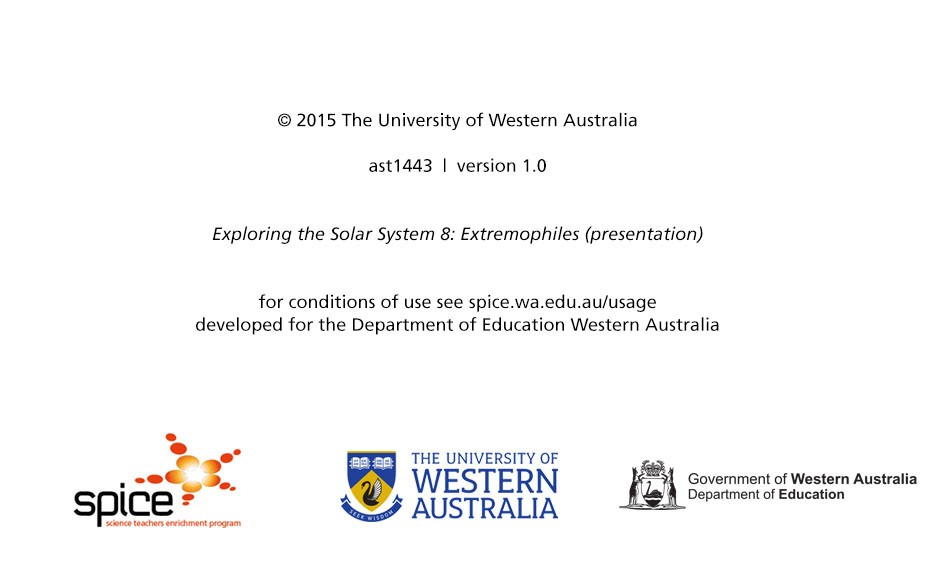 © 2015 The University of Western Australia
ast1443 | version 1.0
Exploring the Solar System 8: Extremophiles (presentation)
for conditions of use see spice.wa.edu.au/usage
developed for the Department of Education Western Australia
spice
science teachers enrichment program
SEEK WISDOM
THE UNIVERSITY OF
WESTERN
AUSTRALIA
Government of Western Australia
Department of Education